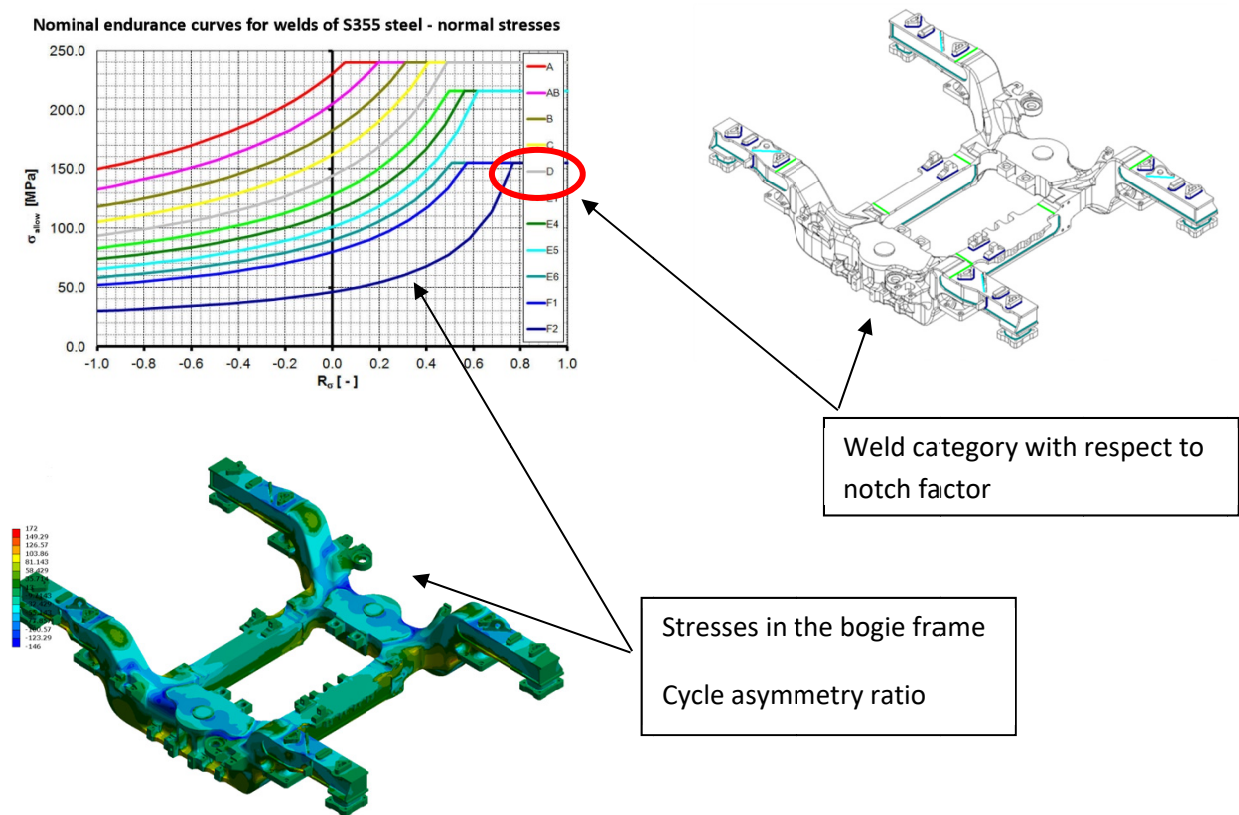 Nominal endurance curves for welds of S355 steel - normal stresses
250.0
200.0
150.0
100.0
50.0
0.0
σ allow [MPa]
-1.0 -0.8 -0.6 -0.4 -0.2 0.0 0.2 0.4 0.6 0.8 1.0
Rσ [ - ]
A
AB
B
C
D
E4
E5
E6
F1
F2
Weld category with respect to
notch factor
172
149.29
126.57
103.86
81.143
58.429
-123.29
-146
Stresses in the bogie frame
Cycle asymmetry ratio